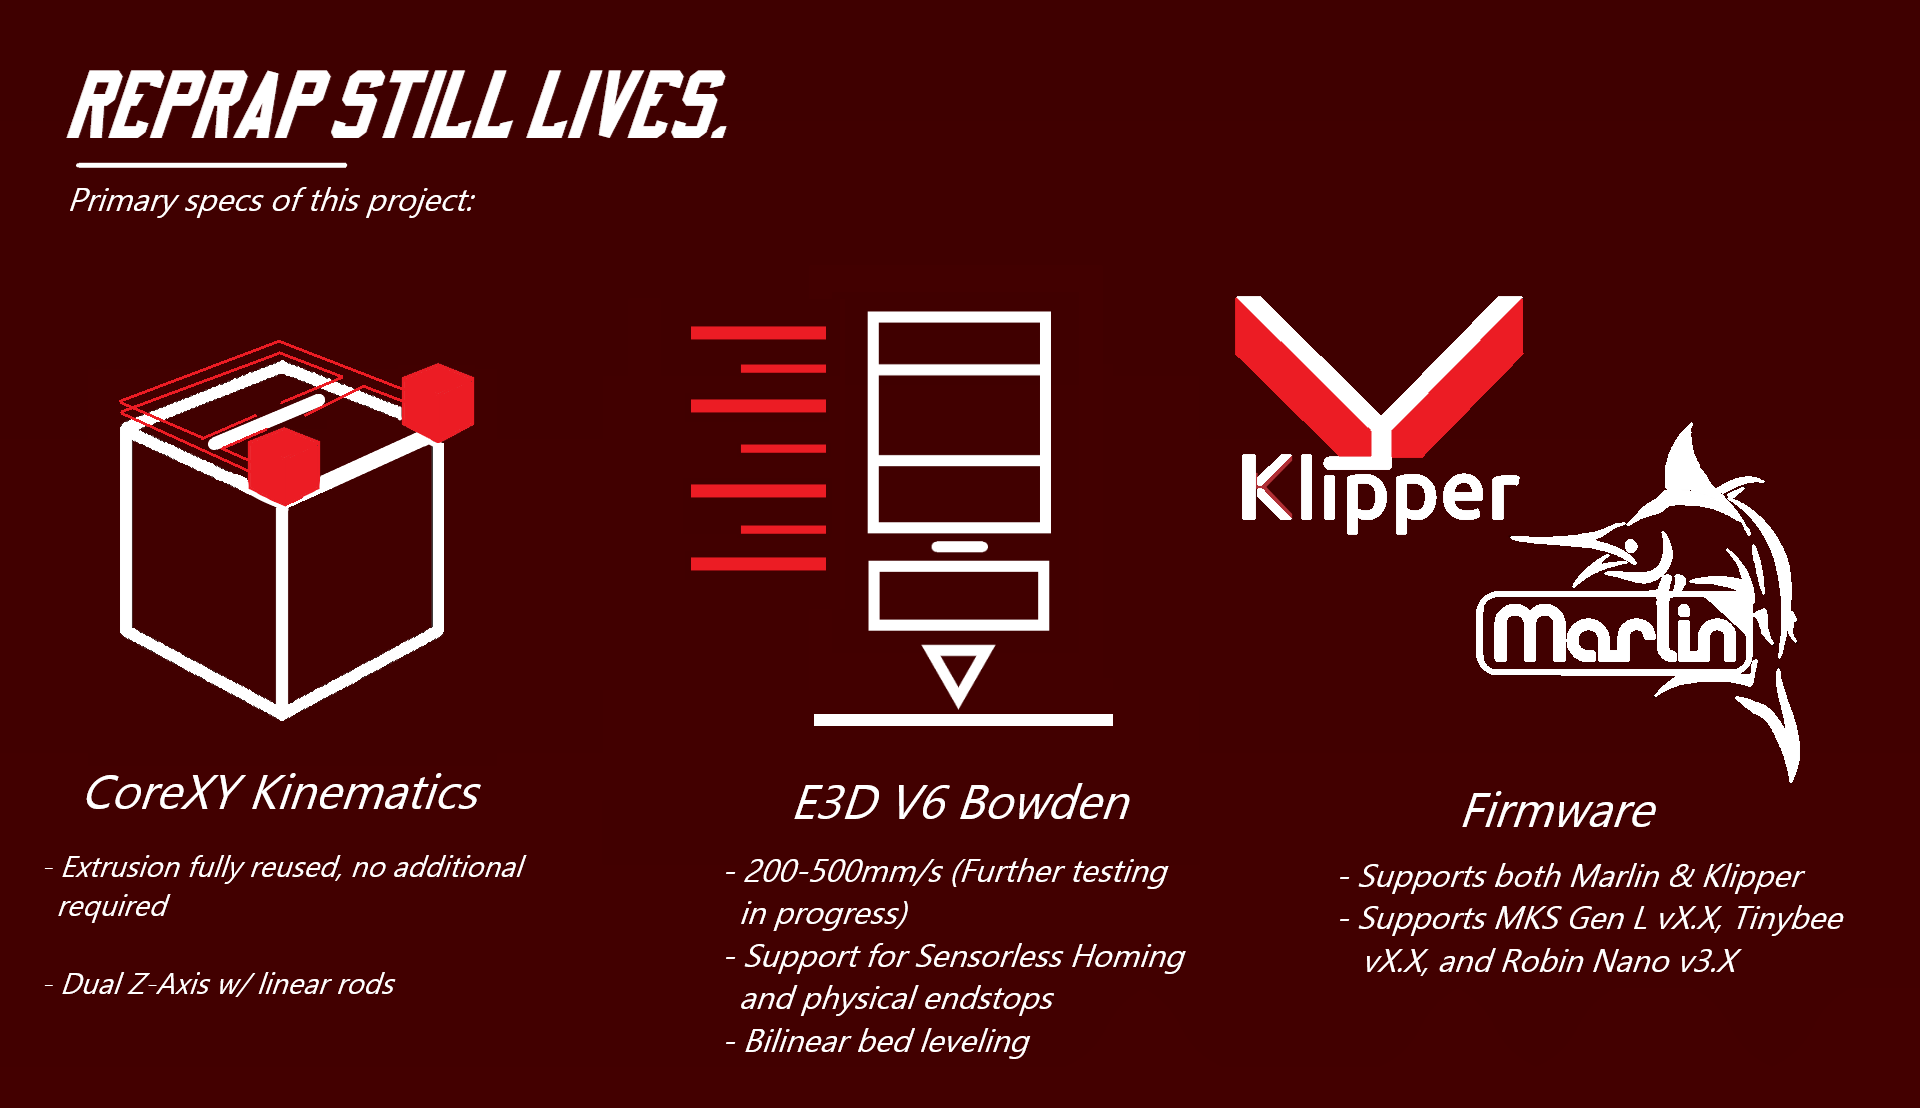 REPRAP STILL LIVES.
Primary specs of this project:
Klipper
Marlin
CoreXY Kinematics
- Extrusion fully reused, no additional
required
- Dual Z-Axis w/ linear rods
E3D V6 Bowden
- 200-500mm/s (Further testing
in progress)
- Support for Sensorless Homing
and physical endstops
- Bilinear bed leveling
Firmware
- Supports both Marlin & Klipper
- Supports MKS Gen L vX.X, Tinybee
vX.X, and Robin Nano v3.X